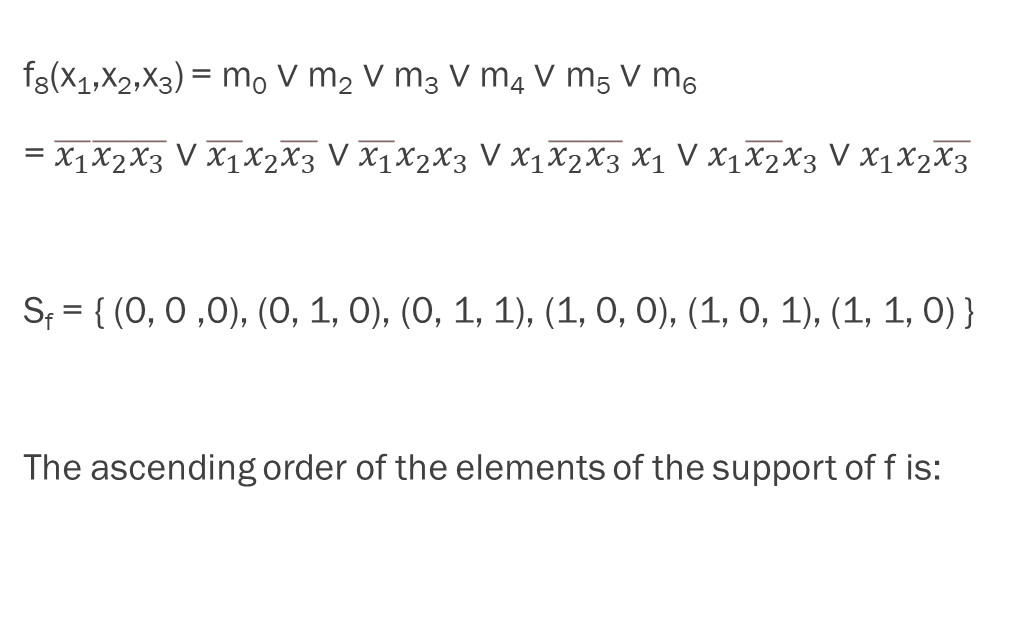 f₈(x₁,x₂,x₃) = m₀ V m₂ V m₃ V m₄ V m₅ V m₆
= x̅₁x̅₂x̅₃ V x̅₁x₂x̅₃ V x̅₁x₂x₃ V x₁x̅₂x̅₃ x₁ V x₁x̅₂x₃ V x₁x₂x̅₃
S_f = { (0, 0 ,0), (0, 1, 0), (0, 1, 1), (1, 0, 0), (1, 0, 1), (1, 1, 0) }
The ascending order of the elements of the support of f is: